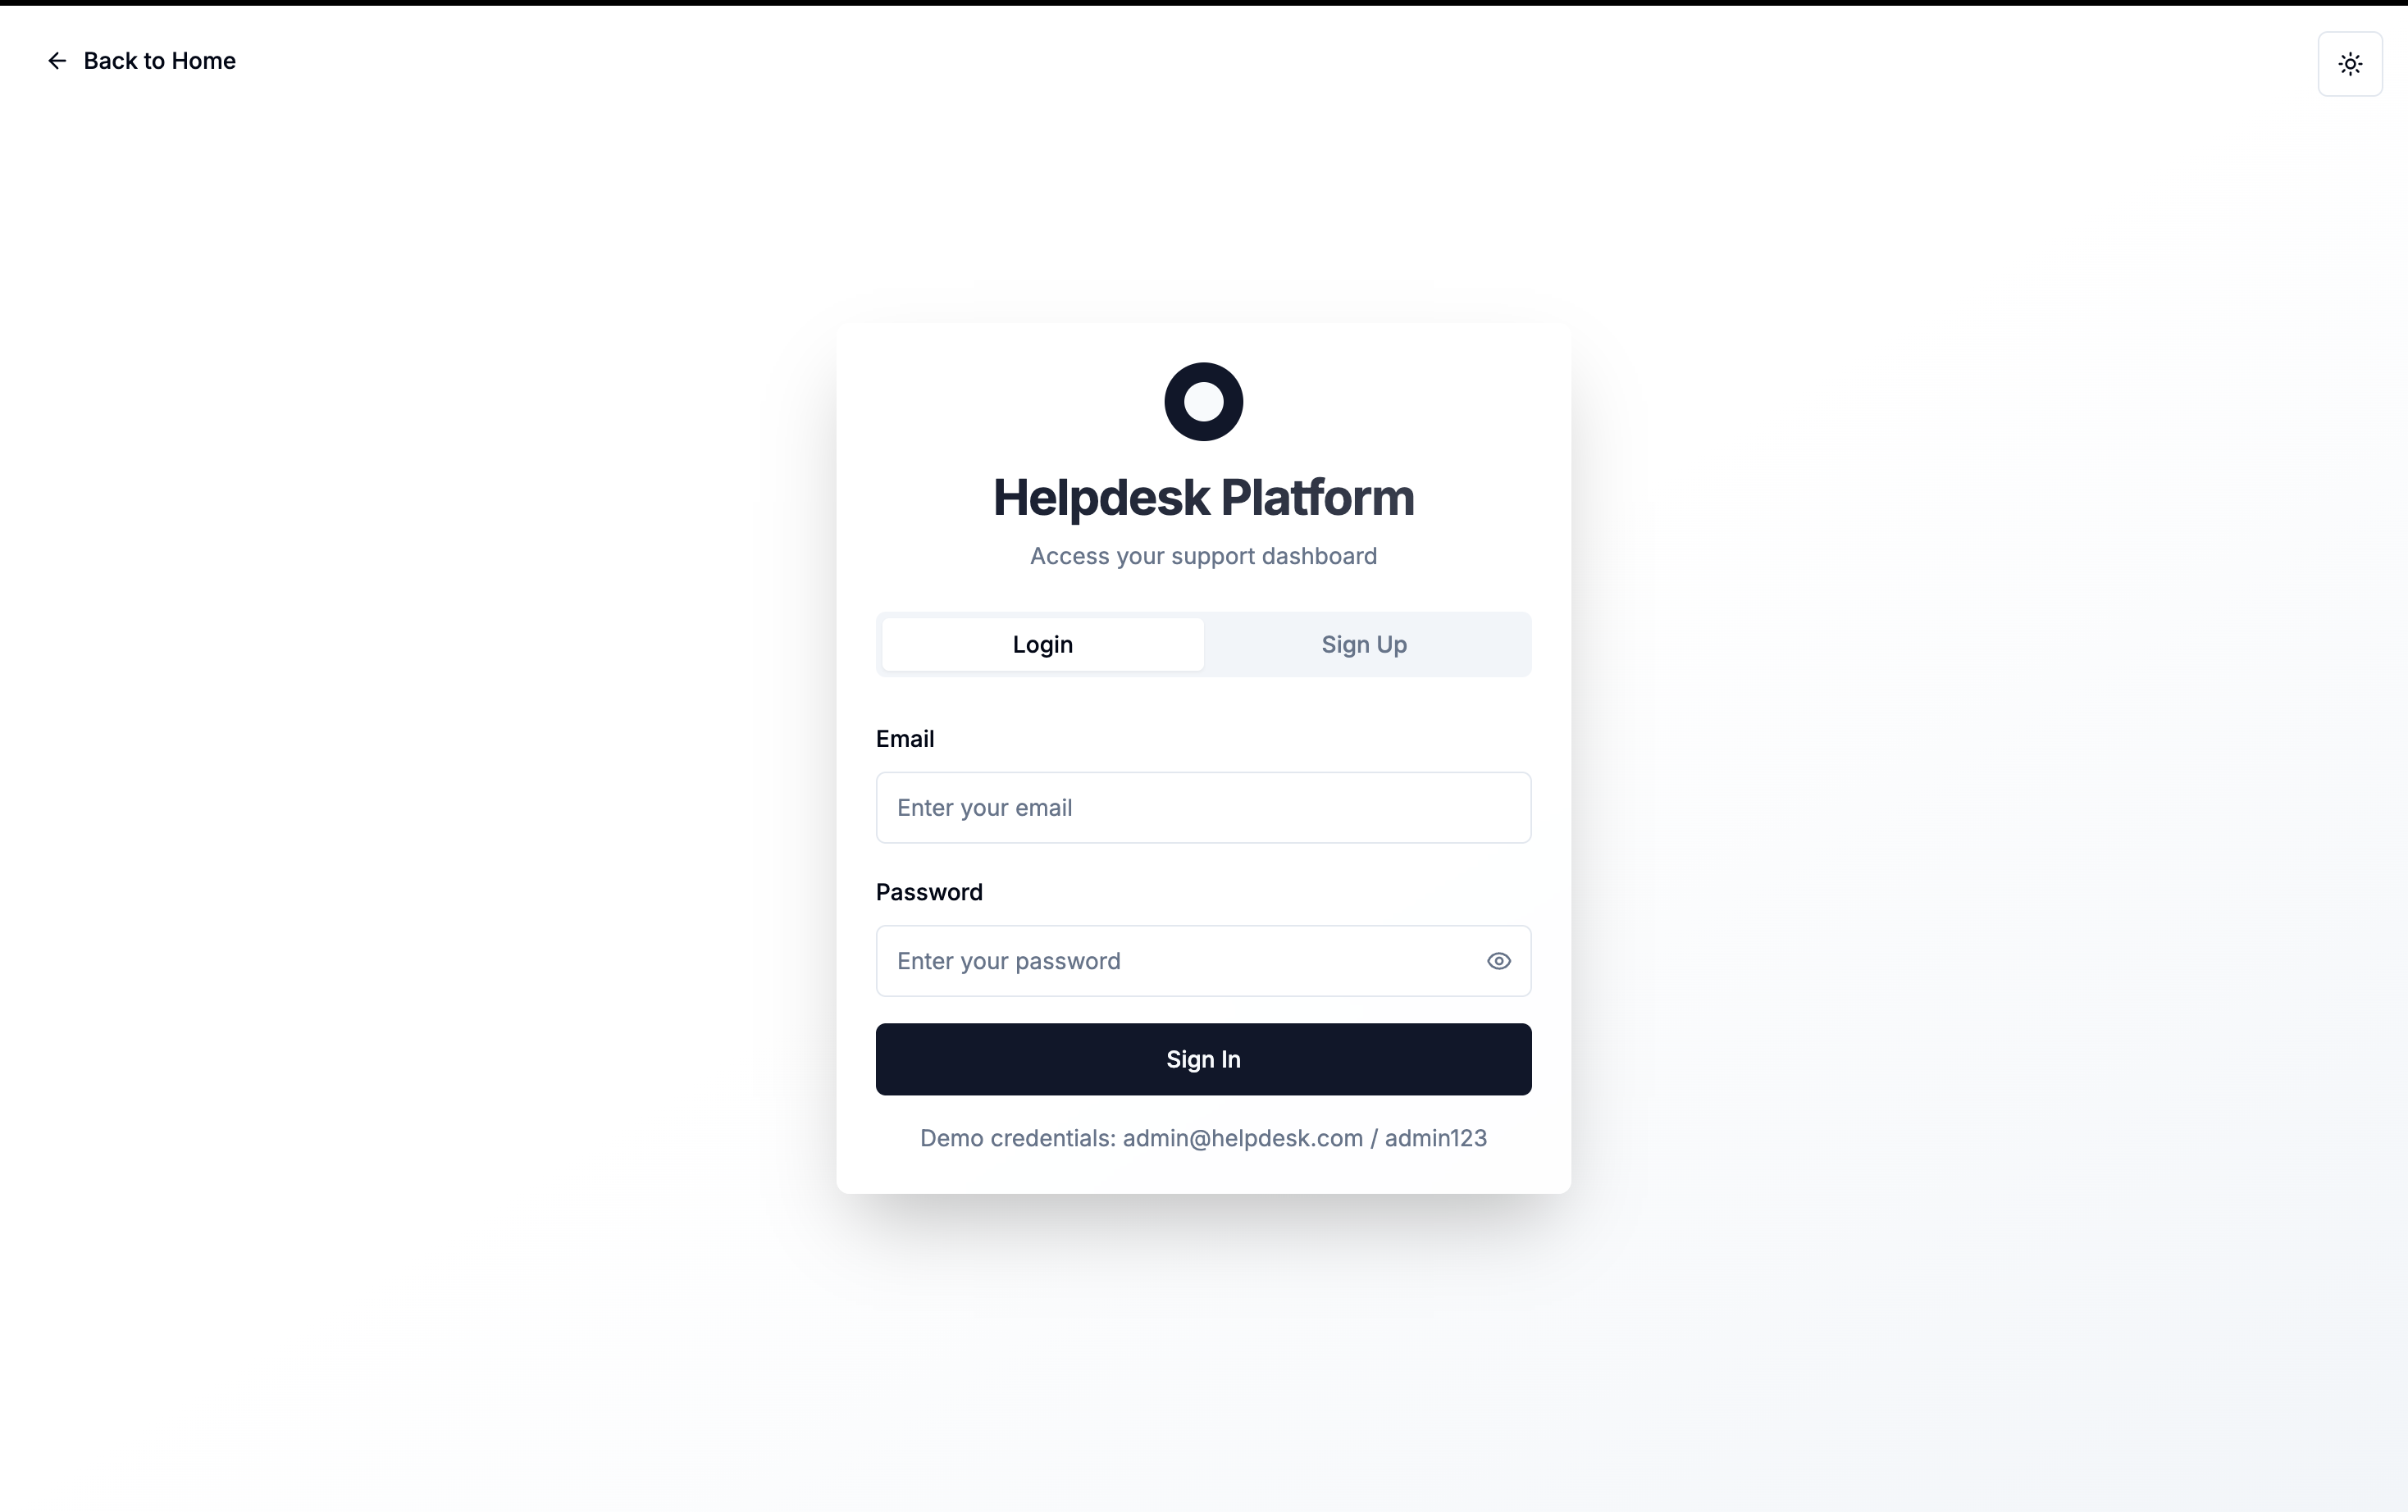 Back to Home
Helpdesk Platform
Access your support dashboard
Login
Sign Up
Email
Enter your email
Password
Enter your password
Sign In
Demo credentials: admin@helpdesk.com / admin123